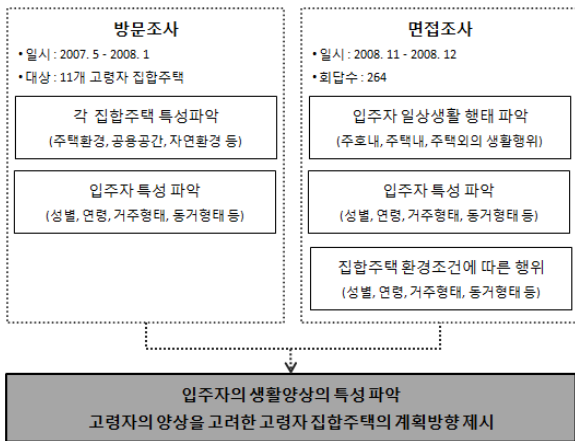 방문조사
• 일시 : 2007. 5 - 2008. 1
• 대상 : 11개 고령자 집합주택
각 집합주택 특성파악
(주택환경, 공용공간, 자연환경 등)
입주자 특성 파악
(성별, 연령, 거주형태, 동거형태 등)
면접조사
• 일시 : 2008. 11 - 2008. 12
• 회답수 : 264
입주자 일상생활 행태 파악
(주호내, 주택내, 주택외의 생활행위)
입주자 특성 파악
(성별, 연령, 거주형태, 동거형태 등)
집합주택 환경조건에 따른 행위
(성별, 연령, 거주형태, 동거형태 등)
입주자의 생활양상의 특성 파악
고령자의 양상을 고려한 고령자 집합주택의 계획방향 제시